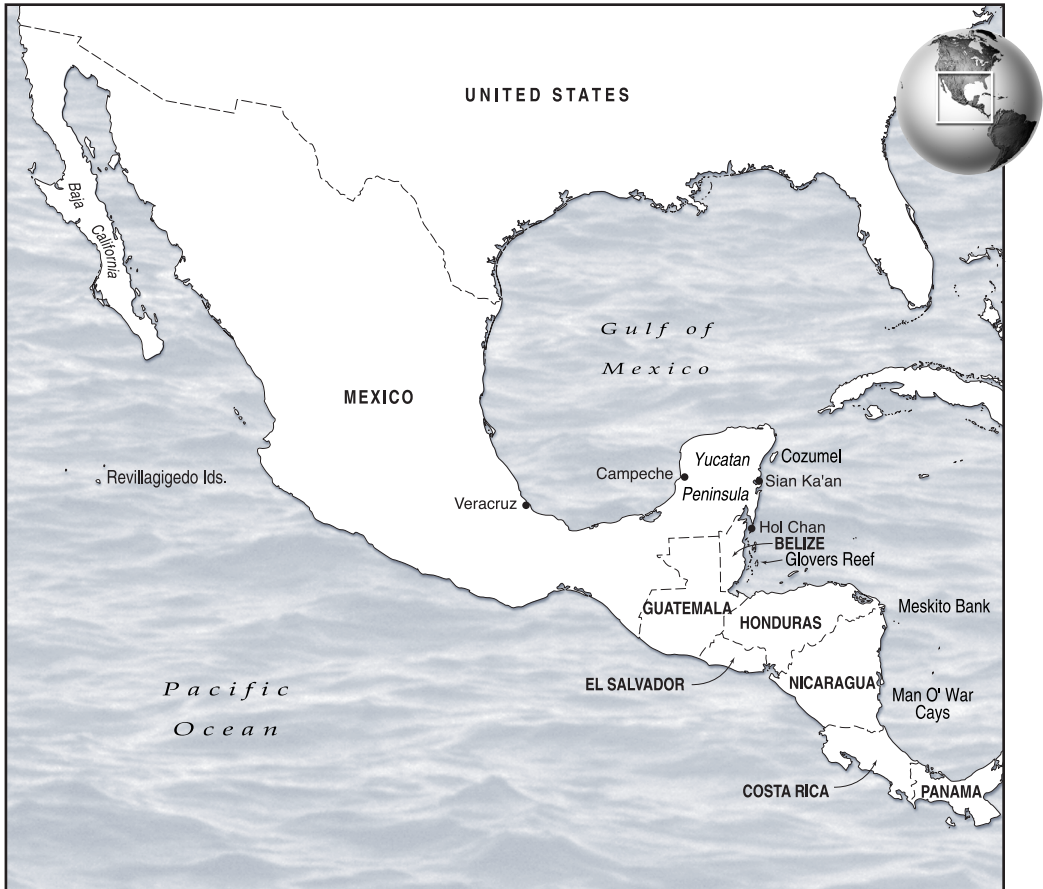 UNITED STATES
Baja
California
Gulf of
Mexico
MEXICO
Revillagigedo Ids.
Campeche
Yucatan
Peninsula
Cozumel
Sian Ka'an
Veracruz
Hol Chan
BELIZE
Glovers Reef
GUATEMALA
HONDURAS
Meskito Bank
EL SALVADOR
NICARAGUA
Man O' War
Cays
Pacific
Ocean
COSTA RICA
PANAMA